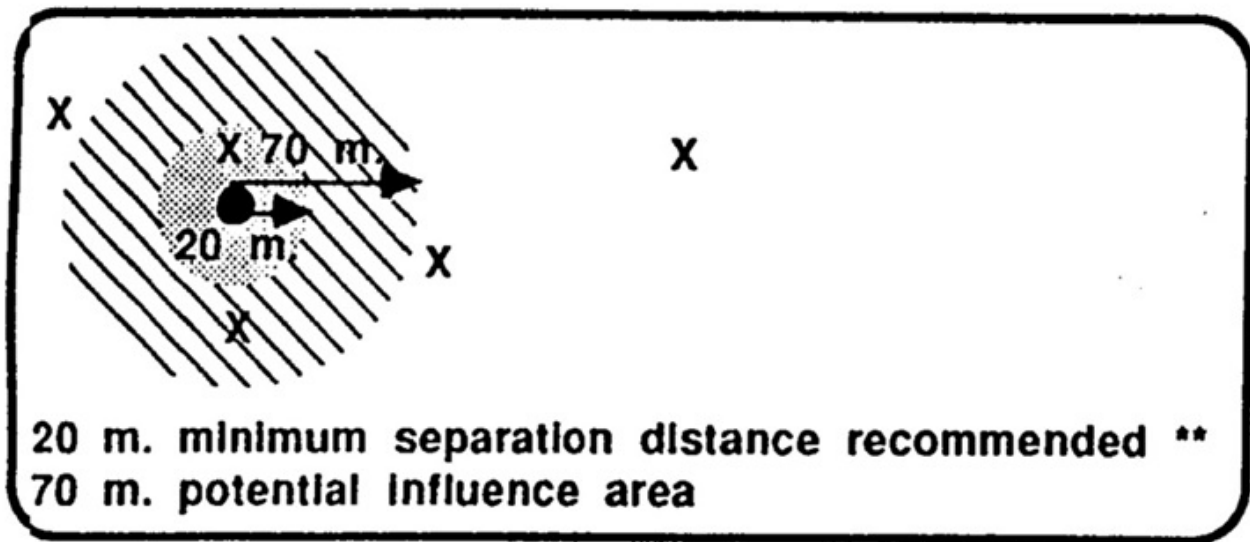 X
X 70 m.
X
20 m.
X
X
20 m. minimum separation distance recommended **
70 m. potential influence area